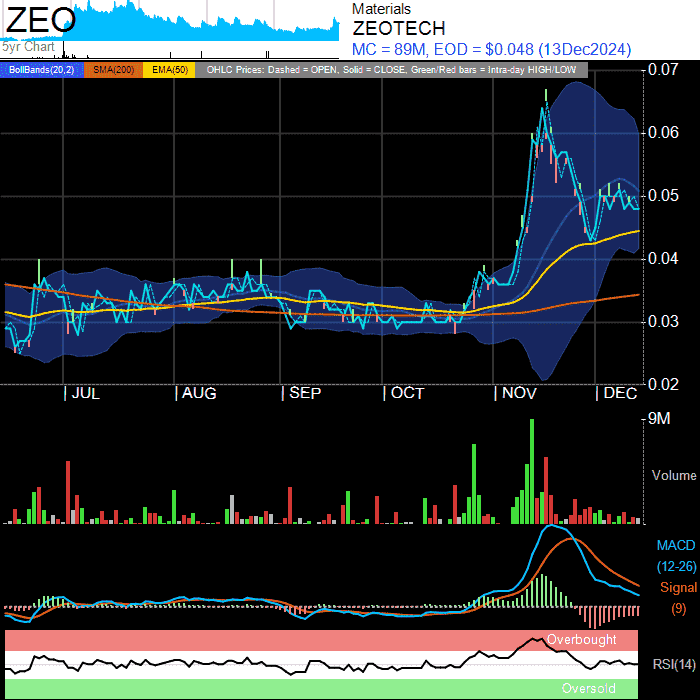 ZEO
5yr Chart
Materials
ZEOTECH
MC = 89M, EOD = $0.048 (13Dec2024)
BollBands(20,2) SMA(200) EMA(50) OHLC Prices: Dashed = OPEN, Solid = CLOSE, Green/Red bars = Intra-day HIGH/LOW
0.07
0.06
0.05
0.04
0.03
0.02
JUL AUG SEP OCT NOV DEC
9M
Volume
MACD
(12-26)
Signal
(9)
Overbought
RSI(14)
Oversold